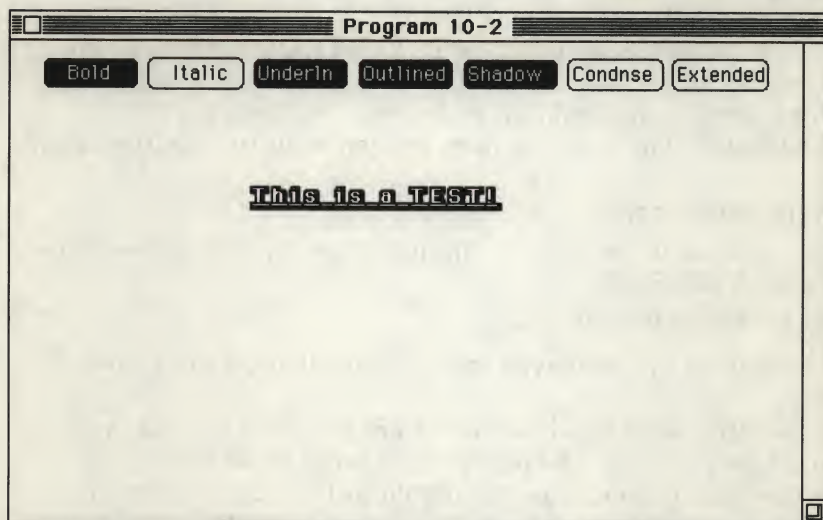 Program 10-2
Bold Italic Underln Outlined Shadow Condnse Extended
This is a TEST!